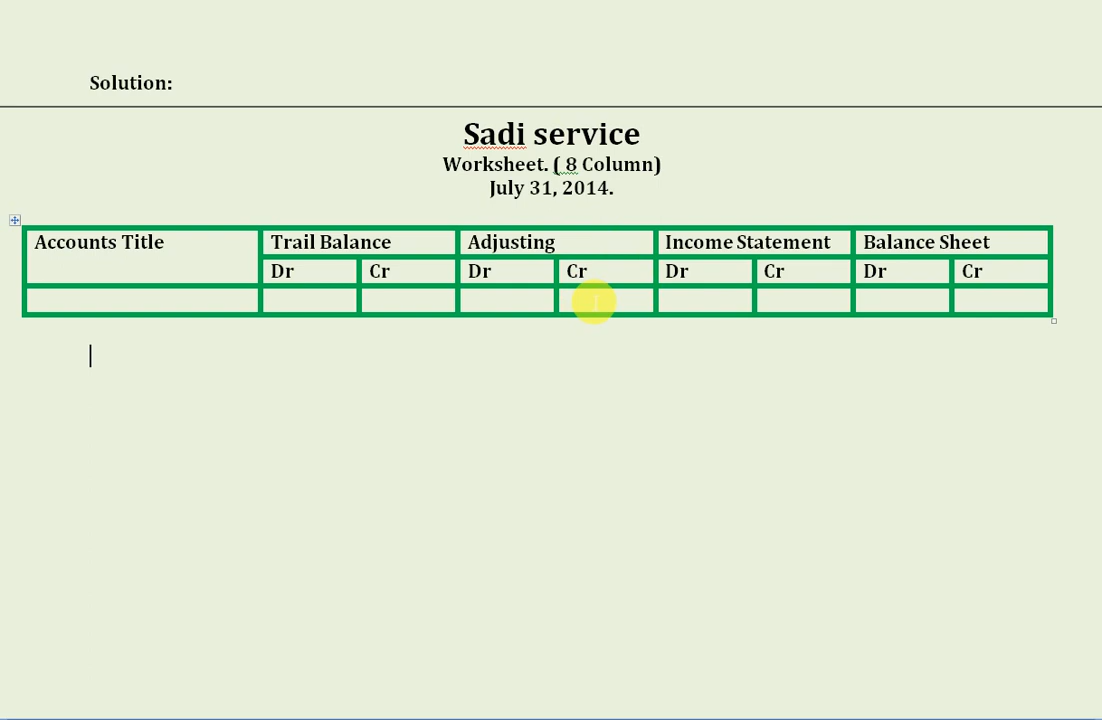 Solution:
Sadi service
Worksheet. ( 8 Column)
July 31, 2014.
Accounts Title Trail Balance Adjusting Income Statement Balance Sheet
Dr Cr Dr Cr Dr Cr Dr Cr